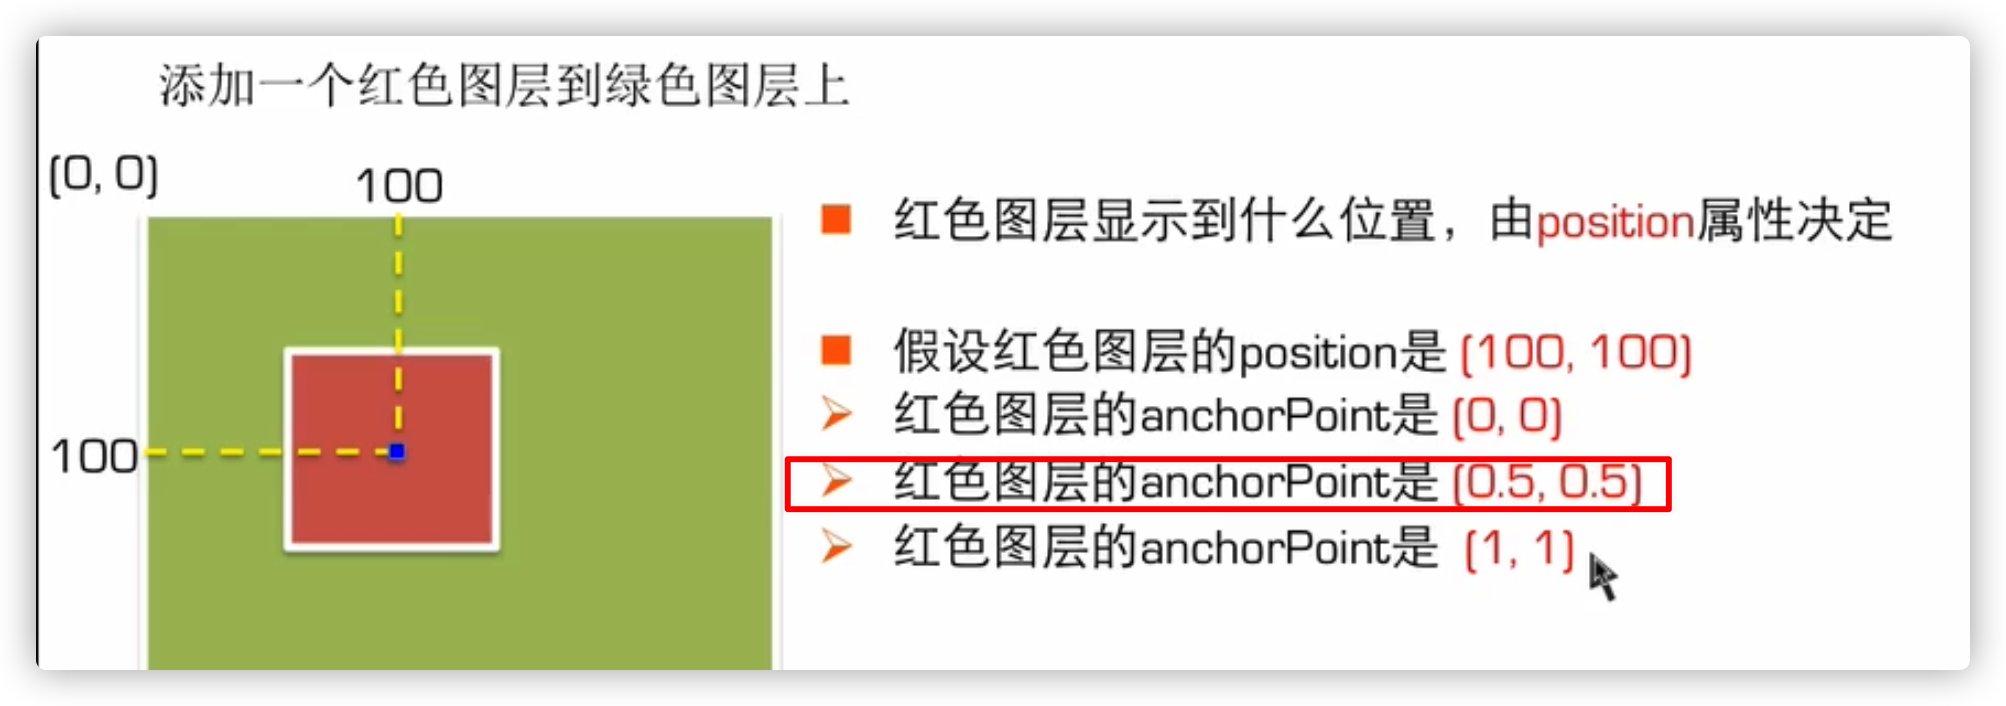 添加一个红色图层到绿色图层上
(0, 0)
100
100
红色图层显示到什么位置，由position属性决定
假设红色图层的position是 (100, 100)
红色图层的anchorPoint是 (0, 0)
红色图层的anchorPoint是 (0.5, 0.5)
红色图层的anchorPoint是 (1, 1)